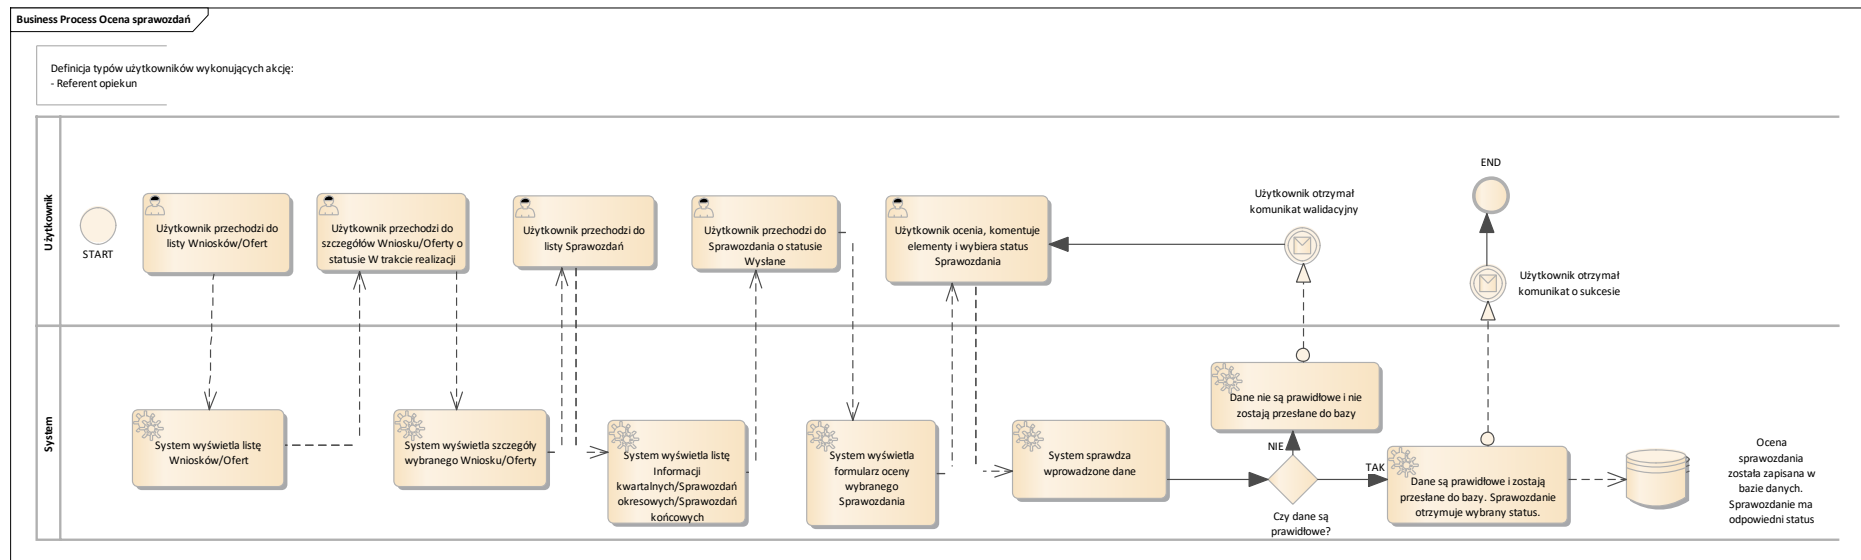 Business Process Ocena sprawozdań
Definicja typów użytkowników wykonujących akcję:
- Referent opiekun
Użytkownik
START
Użytkownik przechodzi do
listy Wniosków/Ofert
Użytkownik przechodzi do
szczegółów Wniosku/Oferty o
statusie W trakcie realizacji
Użytkownik przechodzi do
listy Sprawozdań
Użytkownik przechodzi do
Sprawozdania o statusie
Wysłane
Użytkownik ocenia, komentuje
elementy i wybiera status
Sprawozdania
Użytkownik otrzymał
komunikat walidacyjny
END
Użytkownik otrzymał
komunikat o sukcesie
System
System wyświetla listę
Wniosków/Ofert
System wyświetla szczegóły
wybranego Wniosku/Oferty
System wyświetla listę
Informacji
kwartalnych/Sprawozdań
okresowych/Sprawozdań
końcowych
System wyświetla
formularz oceny
wybranego
Sprawozdania
System sprawdza
wprowadzone dane
Czy dane są
prawidłowe?
NIE
Dane nie są prawidłowe i nie
zostają przesłane do bazy
TAK
Dane są prawidłowe i zostają
przesłane do bazy. Sprawozdanie
otrzymuje wybrany status.
Ocena
sprawozdania
została zapisana w
bazie danych.
Sprawozdanie ma
odpowiedni status